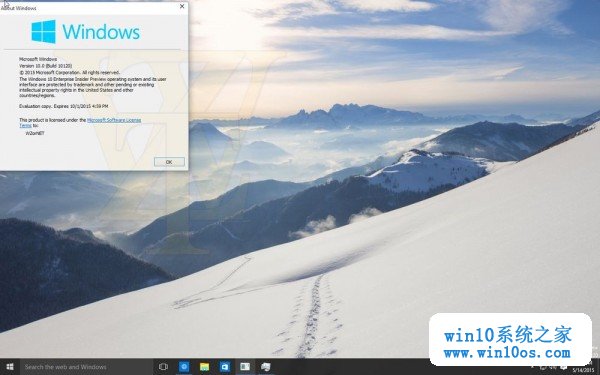 About Windows
Windows
Microsoft Windows
Version 10.0 (Build 10120)
© 2015 Microsoft Corporation. All rights reserved.
The Windows 10 Enterprise Insider Preview operating system and its user
interface are protected by trademark and other pending or existing
intellectual property rights in the United States and other
countries/regions.
Evaluation copy. Expires 10/1/2015 4:59 PM
This product is licensed under the Microsoft Software License
Terms to:
WZorNET
OK
win10系统之家
www.win10os.com
Search the web and Windows
5/14/2015